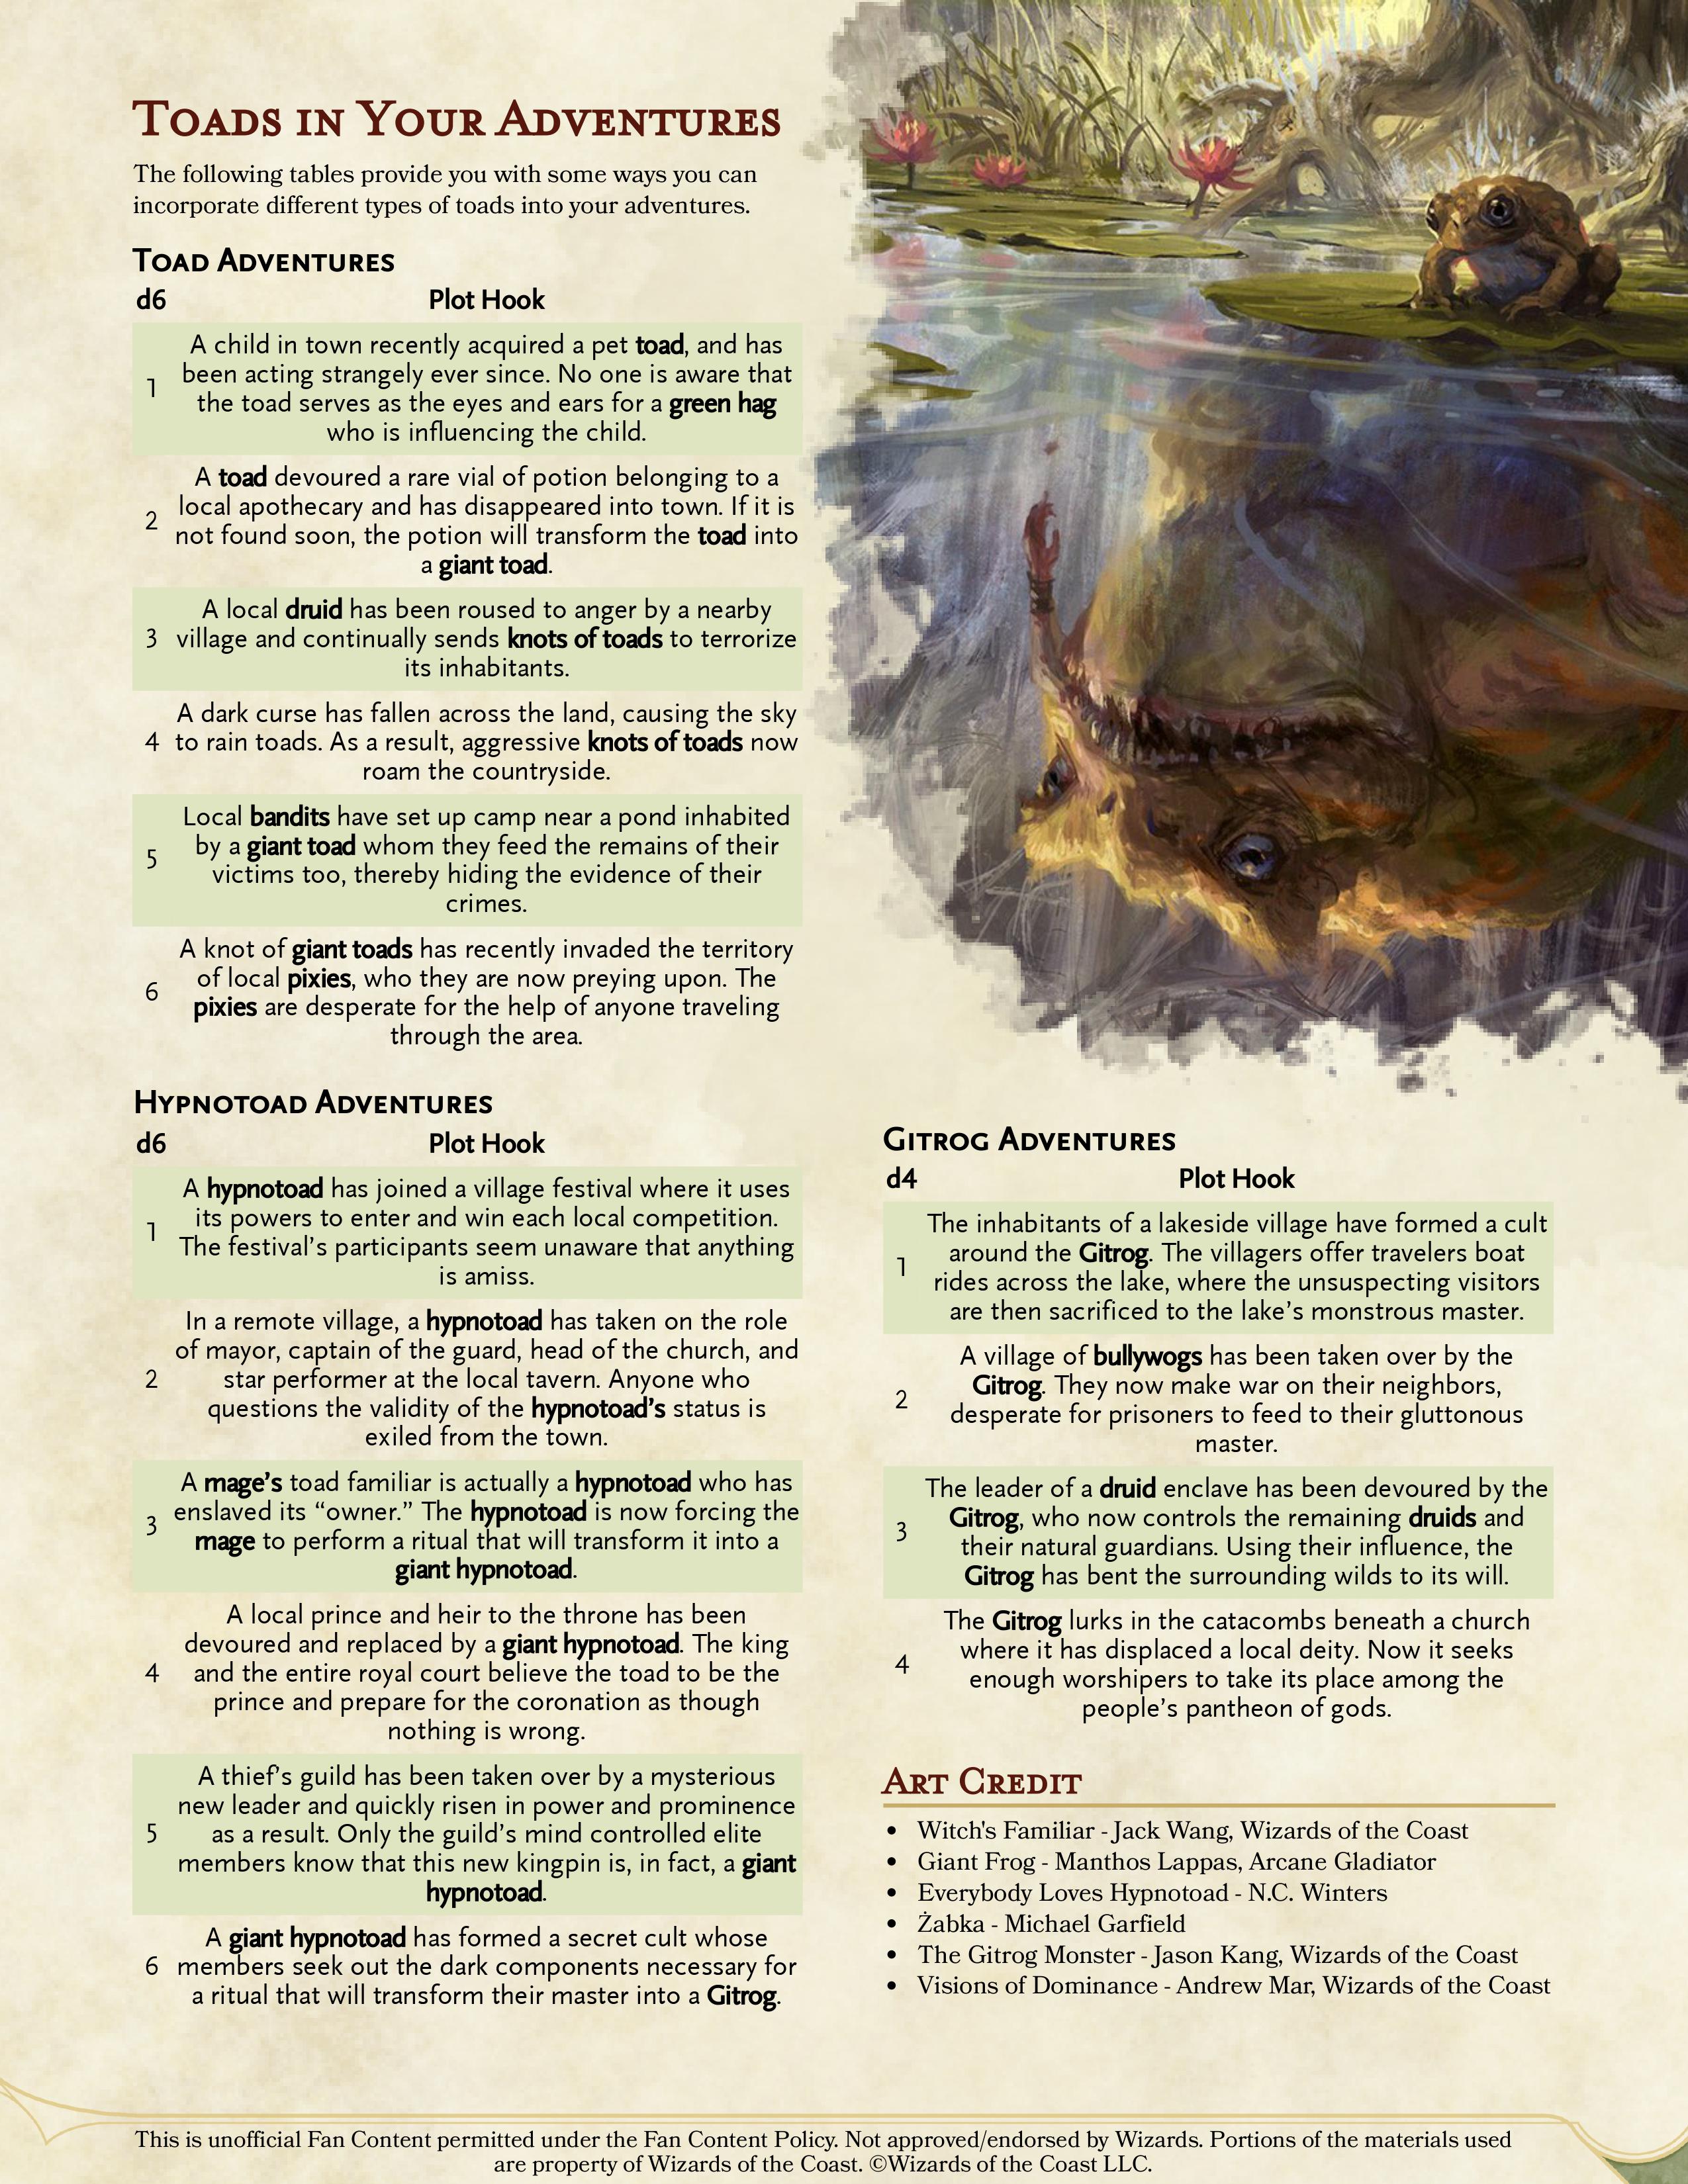 Toads in Your Adventures
The following tables provide you with some ways you can
incorporate different types of toads into your adventures.
Toad Adventures
d6 Plot Hook
A child in town recently acquired a pet toad, and has
been acting strangely ever since. No one is aware that
1
the toad serves as the eyes and ears for a green hag
who is influencing the child.
A toad devoured a rare vial of potion belonging to a
local apothecary and has disappeared into town. If it is
2
not found soon, the potion will transform the toad into
a giant toad.
A local druid has been roused to anger by a nearby
3 village and continually sends knots of toads to terrorize
its inhabitants.
A dark curse has fallen across the land, causing the sky
4 to rain toads. As a result, aggressive knots of toads now
roam the countryside.
Local bandits have set up camp near a pond inhabited
by a giant toad whom they feed the remains of their
5
victims too, thereby hiding the evidence of their
crimes.
A knot of giant toads has recently invaded the territory
of local pixies, who they are now preying upon. The
6
pixies are desperate for the help of anyone traveling
through the area.
Hypnotoad Adventures
d6 Plot Hook
A hypnotoad has joined a village festival where it uses
its powers to enter and win each local competition.
1
The festival’s participants seem unaware that anything
is amiss.
In a remote village, a hypnotoad has taken on the role
of mayor, captain of the guard, head of the church, and
2 star performer at the local tavern. Anyone who
questions the validity of the hypnotoad’s status is
exiled from the town.
A mage’s toad familiar is actually a hypnotoad who has
enslaved its “owner.” The hypnotoad is now forcing the
3
mage to perform a ritual that will transform it into a
giant hypnotoad.
A local prince and heir to the throne has been
devoured and replaced by a giant hypnotoad. The king
4 and the entire royal court believe the toad to be the
prince and prepare for the coronation as though
nothing is wrong.
A thief’s guild has been taken over by a mysterious
new leader and quickly risen in power and prominence
5 as a result. Only the guild’s mind controlled elite
members know that this new kingpin is, in fact, a giant
hypnotoad.
A giant hypnotoad has formed a secret cult whose
6 members seek out the dark components necessary for
a ritual that will transform their master into a Gitrog.
Gitrog Adventures
d4 Plot Hook
The inhabitants of a lakeside village have formed a cult
around the Gitrog. The villagers offer travelers boat
1
rides across the lake, where the unsuspecting visitors
are then sacrificed to the lake’s monstrous master.
A village of bullywogs has been taken over by the
Gitrog. They now make war on their neighbors,
2
desperate for prisoners to feed to their gluttonous
master.
The leader of a druid enclave has been devoured by the
Gitrog, who now controls the remaining druids and
3
their natural guardians. Using their influence, the
Gitrog has bent the surrounding wilds to its will.
The Gitrog lurks in the catacombs beneath a church
where it has displaced a local deity. Now it seeks
4
enough worshipers to take its place among the
people’s pantheon of gods.
Art Credit
• Witch's Familiar - Jack Wang, Wizards of the Coast
• Giant Frog - Manthos Lappas, Arcane Gladiator
• Everybody Loves Hypnotoad - N.C. Winters
• Żabka - Michael Garfield
• The Gitrog Monster - Jason Kang, Wizards of the Coast
• Visions of Dominance - Andrew Mar, Wizards of the Coast
This is unofficial Fan Content permitted under the Fan Content Policy. Not approved/endorsed by Wizards. Portions of the materials used
are property of Wizards of the Coast. ©Wizards of the Coast LLC.